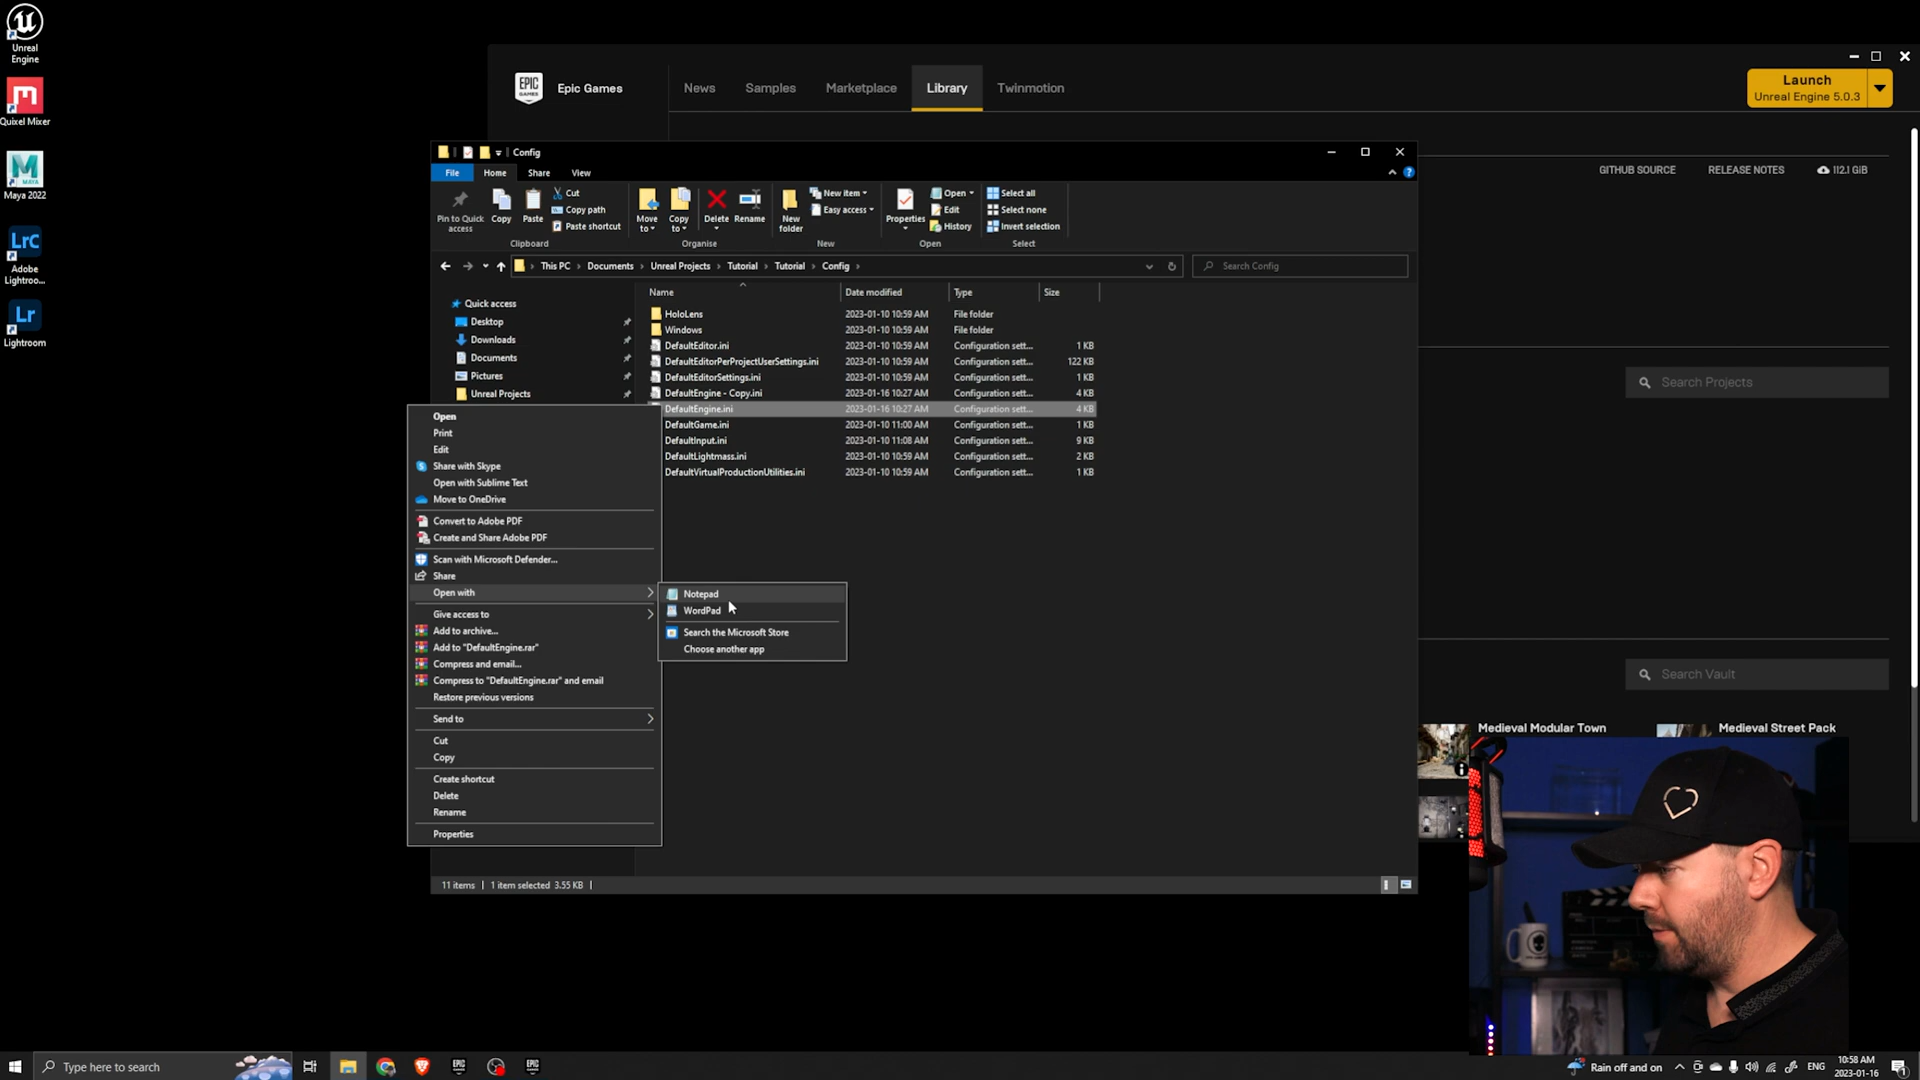 Unreal
Engine
Quixel Mixer
Maya 2022
LrC
Adobe
Lightroo...
Lr
Lightroom
EPIC
GAMES
Epic Games
News
Samples
Marketplace
Library
Twinmotion
Launch
Unreal Engine 5.0.3
GITHUB SOURCE
RELEASE NOTES
112.1 GiB
Search Projects
Search Vault
Medieval Modular Town
Medieval Street Pack
Config
File
Home
Share
View
Pin to Quick
access
Copy
Paste
Cut
Copy path
Paste shortcut
Clipboard
Move
to
Copy
to
Delete
Rename
Organise
New
folder
New item
Easy access
New
Properties
Open
Edit
History
Open
Select all
Select none
Invert selection
Select
This PC > Documents > Unreal Projects > Tutorial > Tutorial > Config >
Search Config
Quick access
Desktop
Downloads
Documents
Pictures
Unreal Projects
Name Date modified Type Size
HoloLens 2023-01-10 10:59 AM File folder
Windows 2023-01-10 10:59 AM File folder
DefaultEditor.ini 2023-01-10 10:59 AM Configuration sett... 1 KB
DefaultEditorPerProjectUserSettings.ini 2023-01-10 10:59 AM Configuration sett... 122 KB
DefaultEditorSettings.ini 2023-01-10 10:59 AM Configuration sett... 1 KB
DefaultEngine - Copy.ini 2023-01-16 10:27 AM Configuration sett... 4 KB
DefaultEngine.ini 2023-01-16 10:27 AM Configuration sett... 4 KB
DefaultGame.ini 2023-01-10 11:00 AM Configuration sett... 1 KB
DefaultInput.ini 2023-01-10 11:08 AM Configuration sett... 9 KB
DefaultLightmass.ini 2023-01-10 10:59 AM Configuration sett... 2 KB
DefaultVirtualProductionUtilities.ini 2023-01-10 10:59 AM Configuration sett... 1 KB
Open
Print
Edit
Share with Skype
Open with Sublime Text
Move to OneDrive
Convert to Adobe PDF
Create and Share Adobe PDF
Scan with Microsoft Defender...
Share
Open with
Give access to
Add to archive...
Add to "DefaultEngine.rar"
Compress and email...
Compress to "DefaultEngine.rar" and email
Restore previous versions
Send to
Cut
Copy
Create shortcut
Delete
Rename
Properties
Notepad
WordPad
Search the Microsoft Store
Choose another app
11 items 1 item selected 3.55 KB
Type here to search
EPIC
EPIC
Rain off and on
ENG
10:58 AM
2023-01-16
1